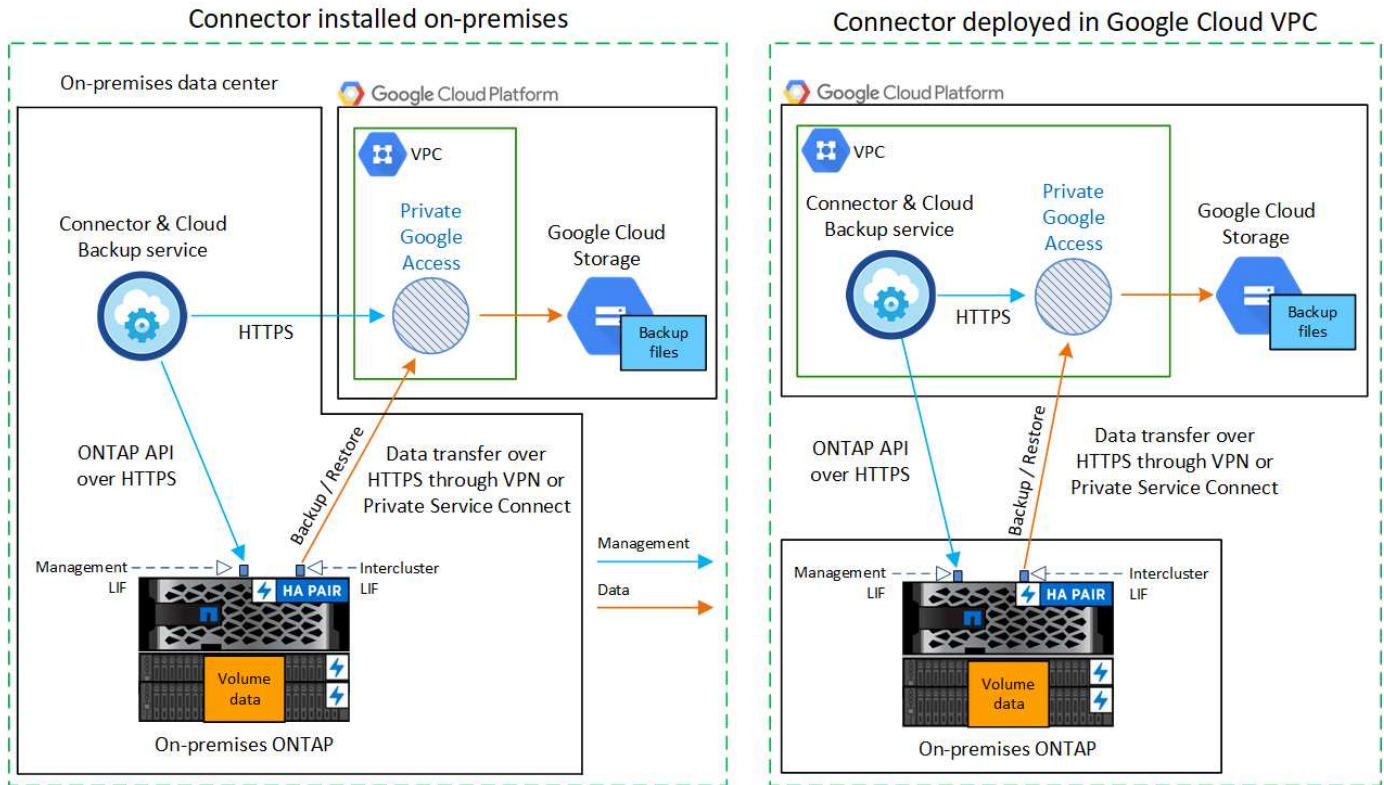 Connector installed on-premises
On-premises data center
Google Cloud Platform
VPC
Connector & Cloud
Backup service
Private
Google
Access
Google Cloud
Storage
HTTPS
Backup
files
ONTAP API
over HTTPS
Backup / Restore
Data transfer over
HTTPS through VPN or
Private Service Connect
Management
LIF
Intercluster
LIF
HA PAIR
Volume
data
On-premises ONTAP
Management
Data
Connector deployed in Google Cloud VPC
Google Cloud Platform
VPC
Connector & Cloud
Backup service
Private
Google
Access
Google Cloud
Storage
HTTPS
Backup
files
ONTAP API
over HTTPS
Backup / Restore
Data transfer over
HTTPS through VPN or
Private Service Connect
Management
LIF
Intercluster
LIF
HA PAIR
Volume
data
On-premises ONTAP